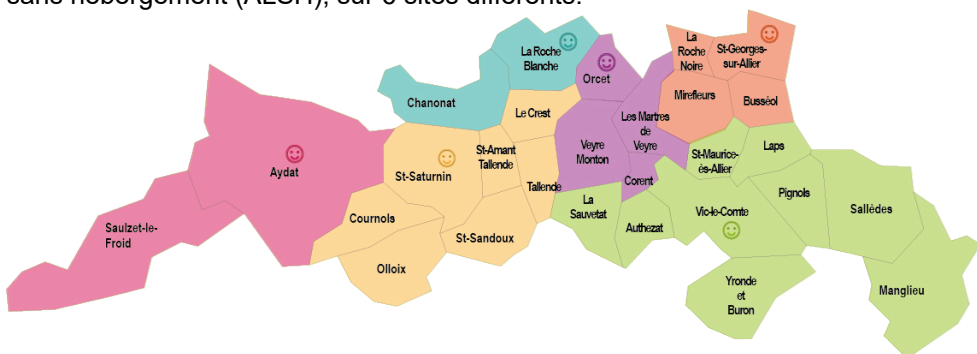 sans hébergement (ALSH), sur 6 sites différents.
La Roche
Blanche
Orcet
La
Roche
Noire
St-Georges-
sur-Allier
Chanonat
Le Crest
Mirefleurs
Busséol
Les Martres
de
Veyre
Aydat
St-Saturnin
St-Amant
Tallende
Veyre
Monton
St-Maurice-
ès-Allier
Laps
Tallende
Corent
Pignols
Saulzet-le-
Froid
Cournols
La
Sauvetat
Authezat
Vic-le-Comte
Sallèdes
St-Sandoux
Olloix
Yronde
et
Buron
Manglieu